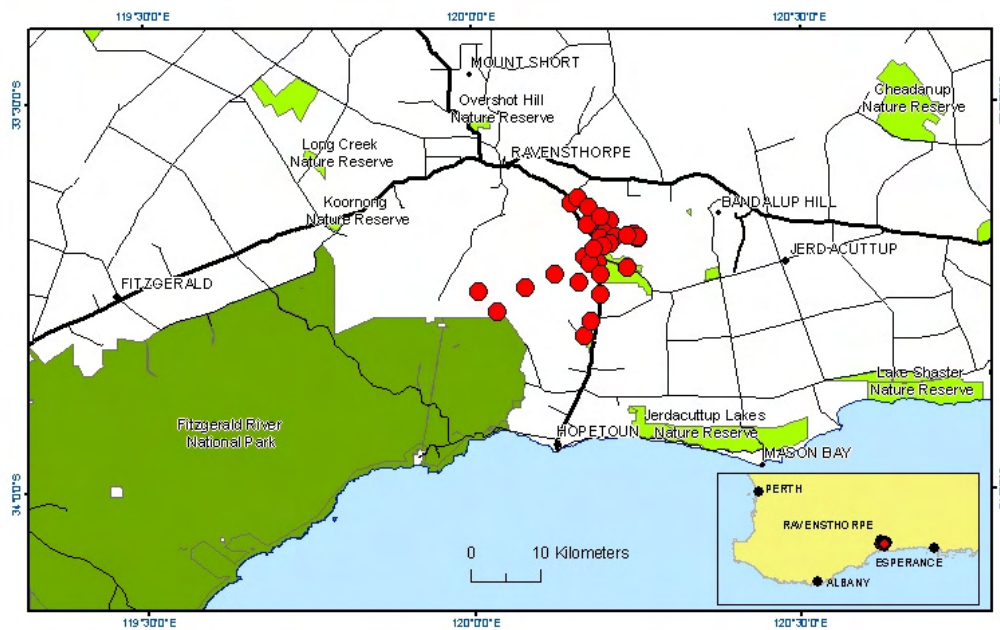 119°30'0"E
120°0'0"E
120°30'0"E
33°30'0"S
MOUNT SHORT
Overshot Hill
Nature Reserve
Cheadanup
Nature Reserve
Long Creek
Nature Reserve
RAVENSTHORPE
Koornong
Nature Reserve
BANDALUP HILL
JERDACUTTUP
FITZGERALD
Lake Shaster
Nature Reserve
Fitzgerald River
National Park
Jerdacuttup Lakes
Nature Reserve
HOPETOUN
MASON BAY
34°0'0"S
0
10 Kilometers
PERTH
RAVENSTHORPE
ESPERANCE
ALBANY
119°30'0"E
120°0'0"E
120°30'0"E